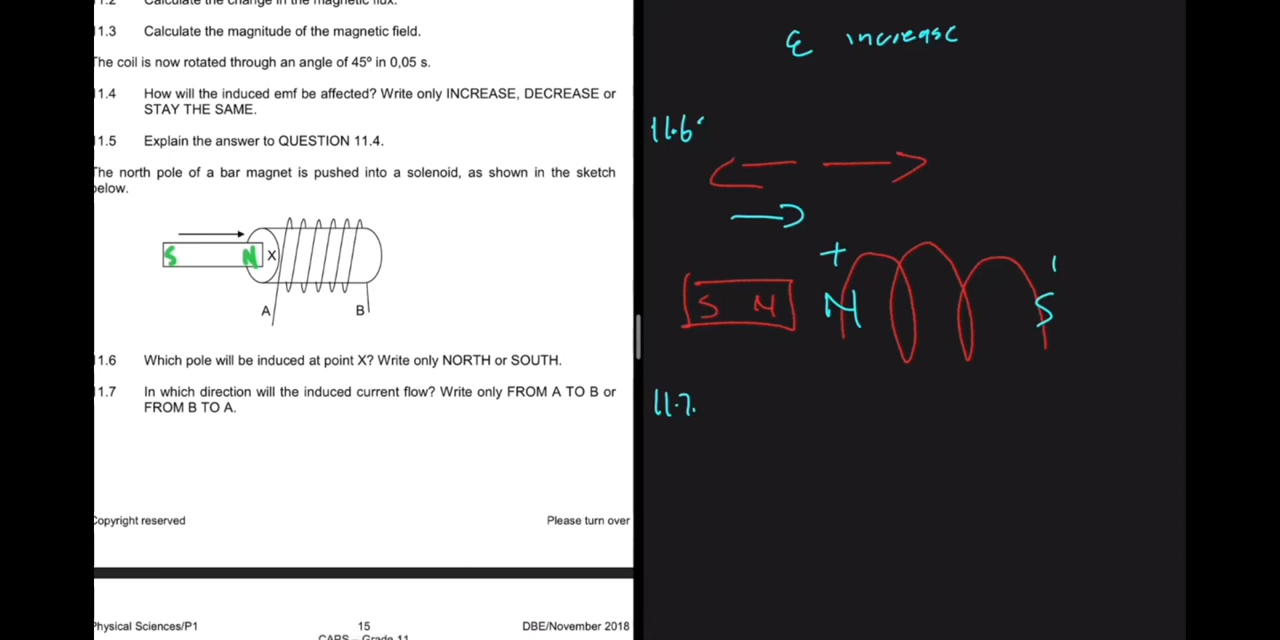 Calculate the change in the magnetic flux.
11.3 Calculate the magnitude of the magnetic field.
The coil is now rotated through an angle of 45º in 0,05 s.
11.4 How will the induced emf be affected? Write only INCREASE, DECREASE or
STAY THE SAME.
11.5 Explain the answer to QUESTION 11.4.
The north pole of a bar magnet is pushed into a solenoid, as shown in the sketch
below.
S N X
A B
11.6 Which pole will be induced at point X? Write only NORTH or SOUTH.
11.7 In which direction will the induced current flow? Write only FROM A TO B or
FROM B TO A.
Copyright reserved Please turn over
Physical Sciences/P1 15 DBE/November 2018
CAPS – Grade 11
ε increase
11.6
+
S N N S
11.7.